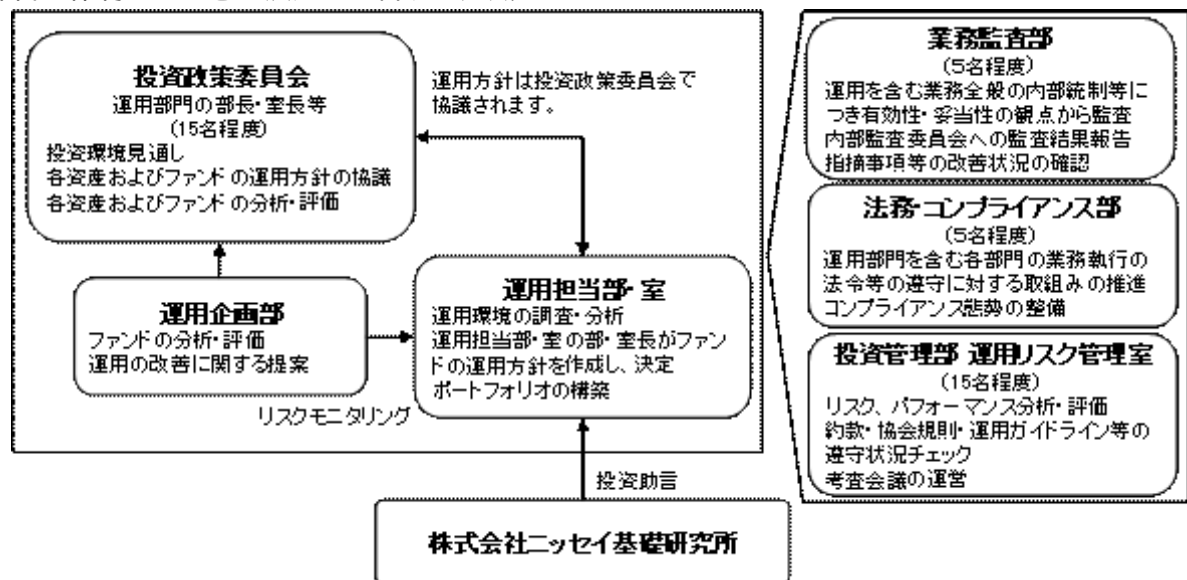 投資政策委員会
運用部門の部長・室長等
(15名程度)
投資環境見通し
各資産およびファンドの運用方針の協議
各資産およびファンドの分析・評価
運用方針は投資政策委員会で
協議されます。
運用企画部
ファンドの分析・評価
運用の改善に関する提案
運用担当部・室
運用環境の調査・分析
運用担当部・室の部・室長がファン
ドの運用方針を作成し、決定
ポートフォリオの構築
リスクモニタリング
投資助言
株式会社ニッセイ基礎研究所
業務監査部
(5名程度)
運用を含む業務全般の内部統制等に
つき有効性・妥当性の観点から監査
内部監査委員会への監査結果報告
指摘事項等の改善状況の確認
法務・コンプライアンス部
(5名程度)
運用部門を含む各部門の業務執行の
法令等の遵守に対する取組みの推進
コンプライアンス態勢の整備
投資管理部 運用リスク管理室
(15名程度)
リスク、パフォーマンス分析・評価
約款・協会規則・運用ガイドライン等の
遵守状況チェック
考査会議の運営